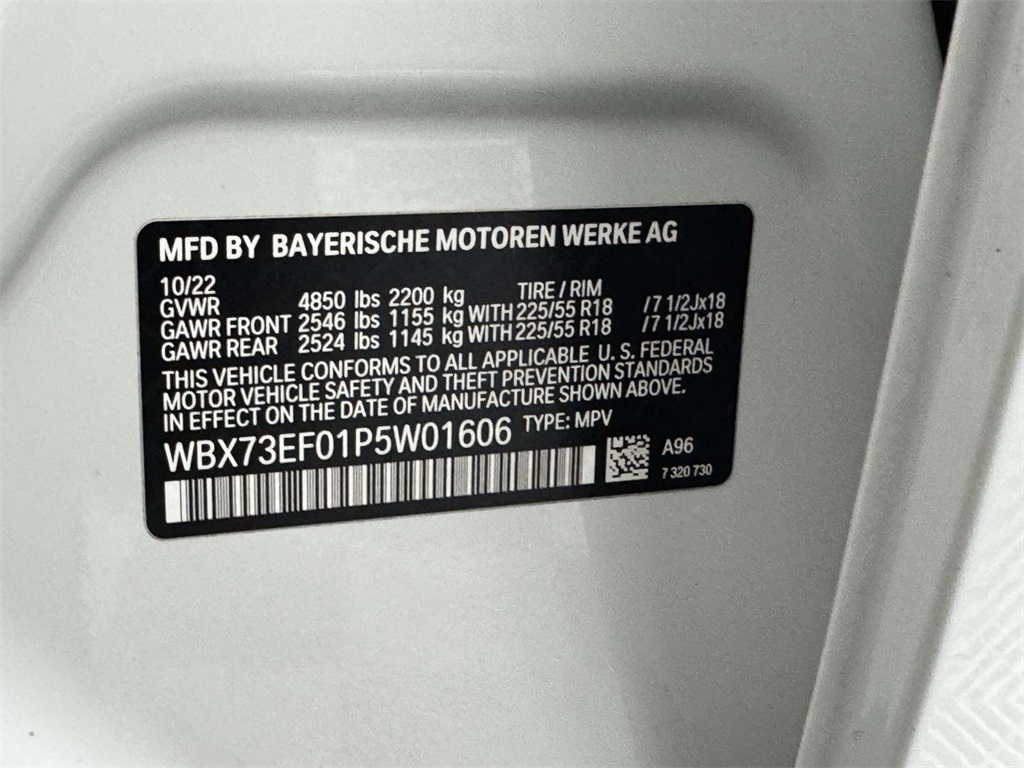 MFD BY BAYERISCHE MOTOREN WERKE AG
10/22
GVWR 4850 lbs 2200 kg TIRE / RIM
GAWR FRONT 2546 lbs 1155 kg WITH 225/55 R18 /7 1/2Jx18
GAWR REAR 2524 lbs 1145 kg WITH 225/55 R18 /7 1/2Jx18
THIS VEHICLE CONFORMS TO ALL APPLICABLE U. S. FEDERAL
MOTOR VEHICLE SAFETY AND THEFT PREVENTION STANDARDS
IN EFFECT ON THE DATE OF MANUFACTURE SHOWN ABOVE.
WBX73EF01P5W01606 TYPE: MPV
A96
7 320 730